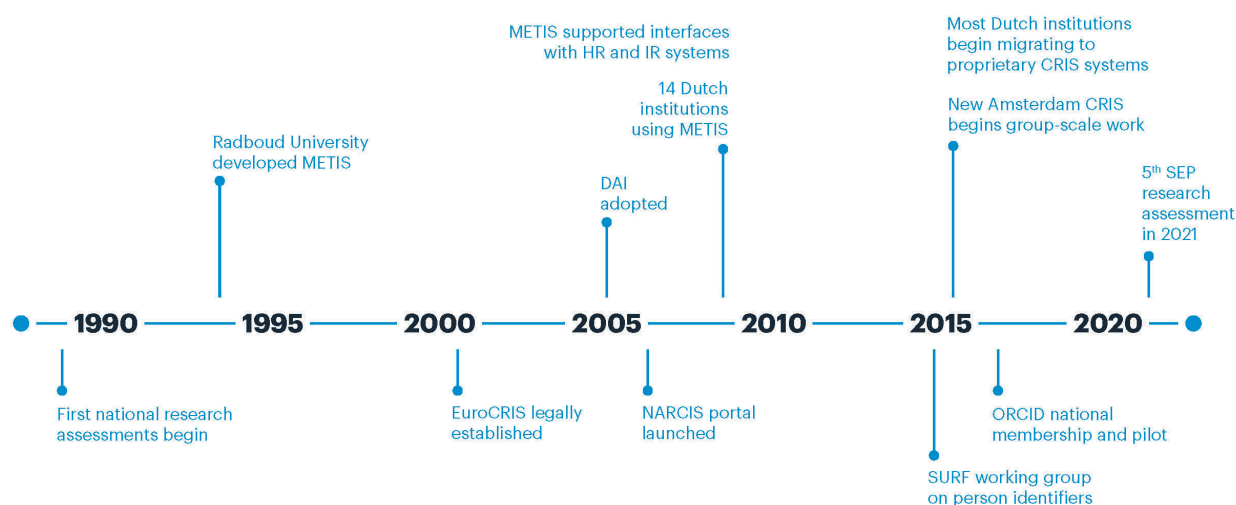 METIS supported interfaces
with HR and IR systems
14 Dutch
institutions
using METIS
Most Dutch institutions
begin migrating to
proprietary CRIS systems
New Amsterdam CRIS
begins group-scale work
Radboud University
developed METIS
DAI
adopted
5th SEP
research
assessment
in 2021
1990
1995
2000
2005
2010
2015
2020
First national research
assessments begin
EuroCRIS legally
established
NARCIS portal
launched
ORCID national
membership and pilot
SURF working group
on person identifiers